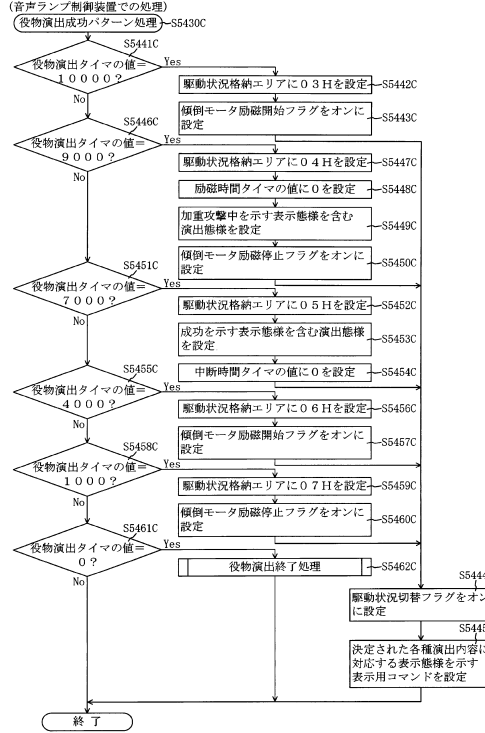 (音声ランプ制御装置での処理)
役物演出成功パターン処理
S5430C
S5441C
役物演出タイマの値=
10000?
Yes
No
駆動状況格納エリアに03Hを設定
S5442C
傾倒モータ励磁開始フラグをオンに
設定
S5443C
S5446C
役物演出タイマの値=
9000?
Yes
No
駆動状況格納エリアに04Hを設定
S5447C
励磁時間タイマの値に0を設定
S5448C
加重攻撃中を示す表示態様を含む
演出態様を設定
S5449C
傾倒モータ励磁停止フラグをオンに
設定
S5450C
S5451C
役物演出タイマの値=
7000?
Yes
No
駆動状況格納エリアに05Hを設定
S5452C
成功を示す表示態様を含む演出態様
を設定
S5453C
中断時間タイマの値に0を設定
S5454C
S5455C
役物演出タイマの値=
4000?
Yes
No
駆動状況格納エリアに06Hを設定
S5456C
傾倒モータ励磁開始フラグをオンに
設定
S5457C
S5458C
役物演出タイマの値=
1000?
Yes
No
駆動状況格納エリアに07Hを設定
S5459C
傾倒モータ励磁停止フラグをオンに
設定
S5460C
S5461C
役物演出タイマの値=
0?
Yes
No
役物演出終了処理
S5462C
S5444
駆動状況切替フラグをオン
に設定
S5445
決定された各種演出内容に
対応する表示態様を示す
表示用コマンドを設定
終了